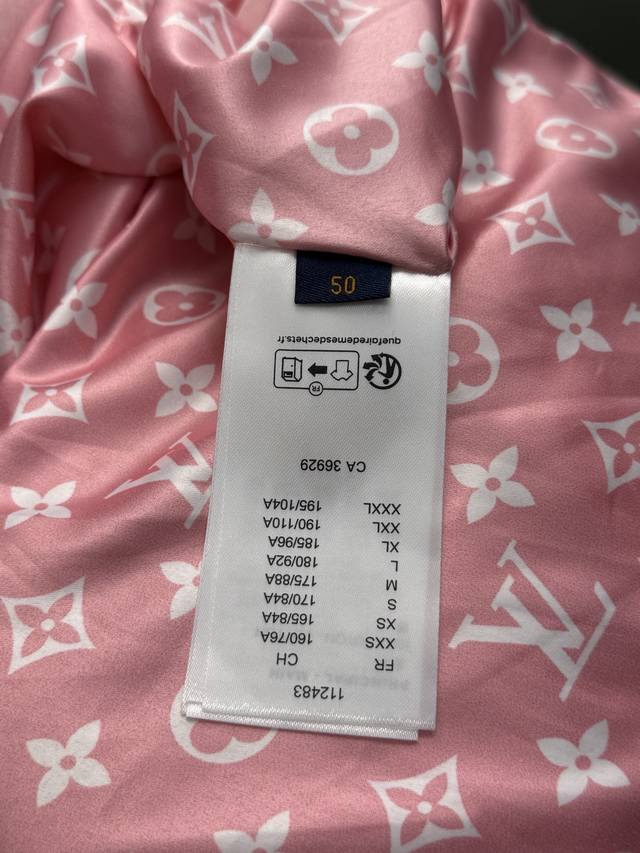 112483
FR CH
XXS 160/76A
XS 165/84A
S 170/84A
M 175/88A
L 180/92A
XL 185/96A
XXL 190/110A
XXXL 195/104A
CA 36929
FR
quefairedemesdechets.fr
50